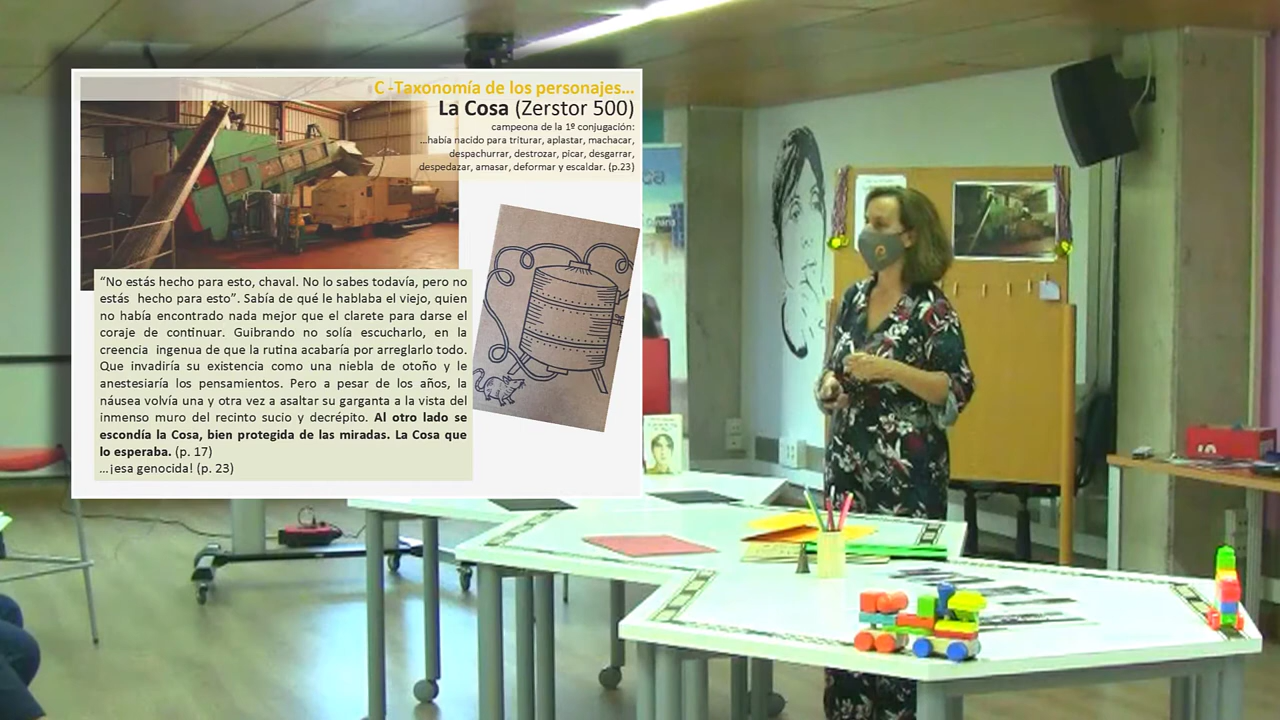 C -Taxonomía de los personajes...
La Cosa (Zerstor 500)
campeona de la 1ª conjugación:
...había nacido para triturar, aplastar, machacar,
despachurrar, destrozar, picar, desgarrar,
despedazar, amasar, deformar y escaldar. (p.23)
“No estás hecho para esto, chaval. No lo sabes todavía, pero no
estás hecho para esto”. Sabía de qué le hablaba el viejo, quien
no había encontrado nada mejor que el clarete para darse el
coraje de continuar. Guibrando no solía escucharlo, en la
creencia ingenua de que la rutina acabaría por arreglarlo todo.
Que invadiría su existencia como una niebla de otoño y le
anestesiaría los pensamientos. Pero a pesar de los años, la
náusea volvía una y otra vez a asaltar su garganta a la vista del
inmenso muro del recinto sucio y decrépito. Al otro lado se
escondía la Cosa, bien protegida de las miradas. La Cosa que
lo esperaba. (p. 17)
...¡esa genocida! (p. 23)